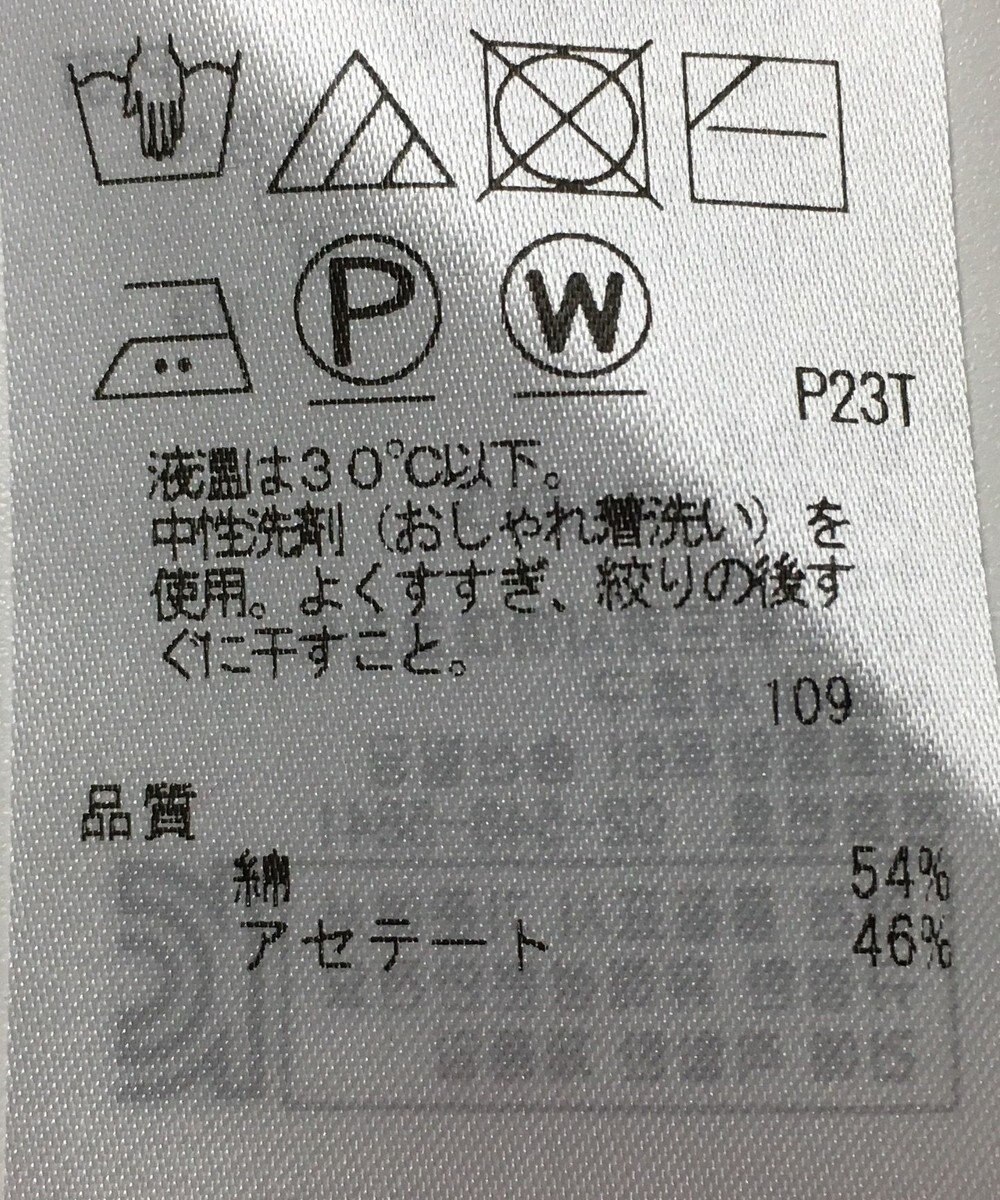 P
W
P23T
液温は30℃以下。
中性洗剤(おしゃれ着洗い)を
使用。よくすすぎ、絞りの後す
ぐに干すこと。
109
品質
綿 54%
アセテート 46%